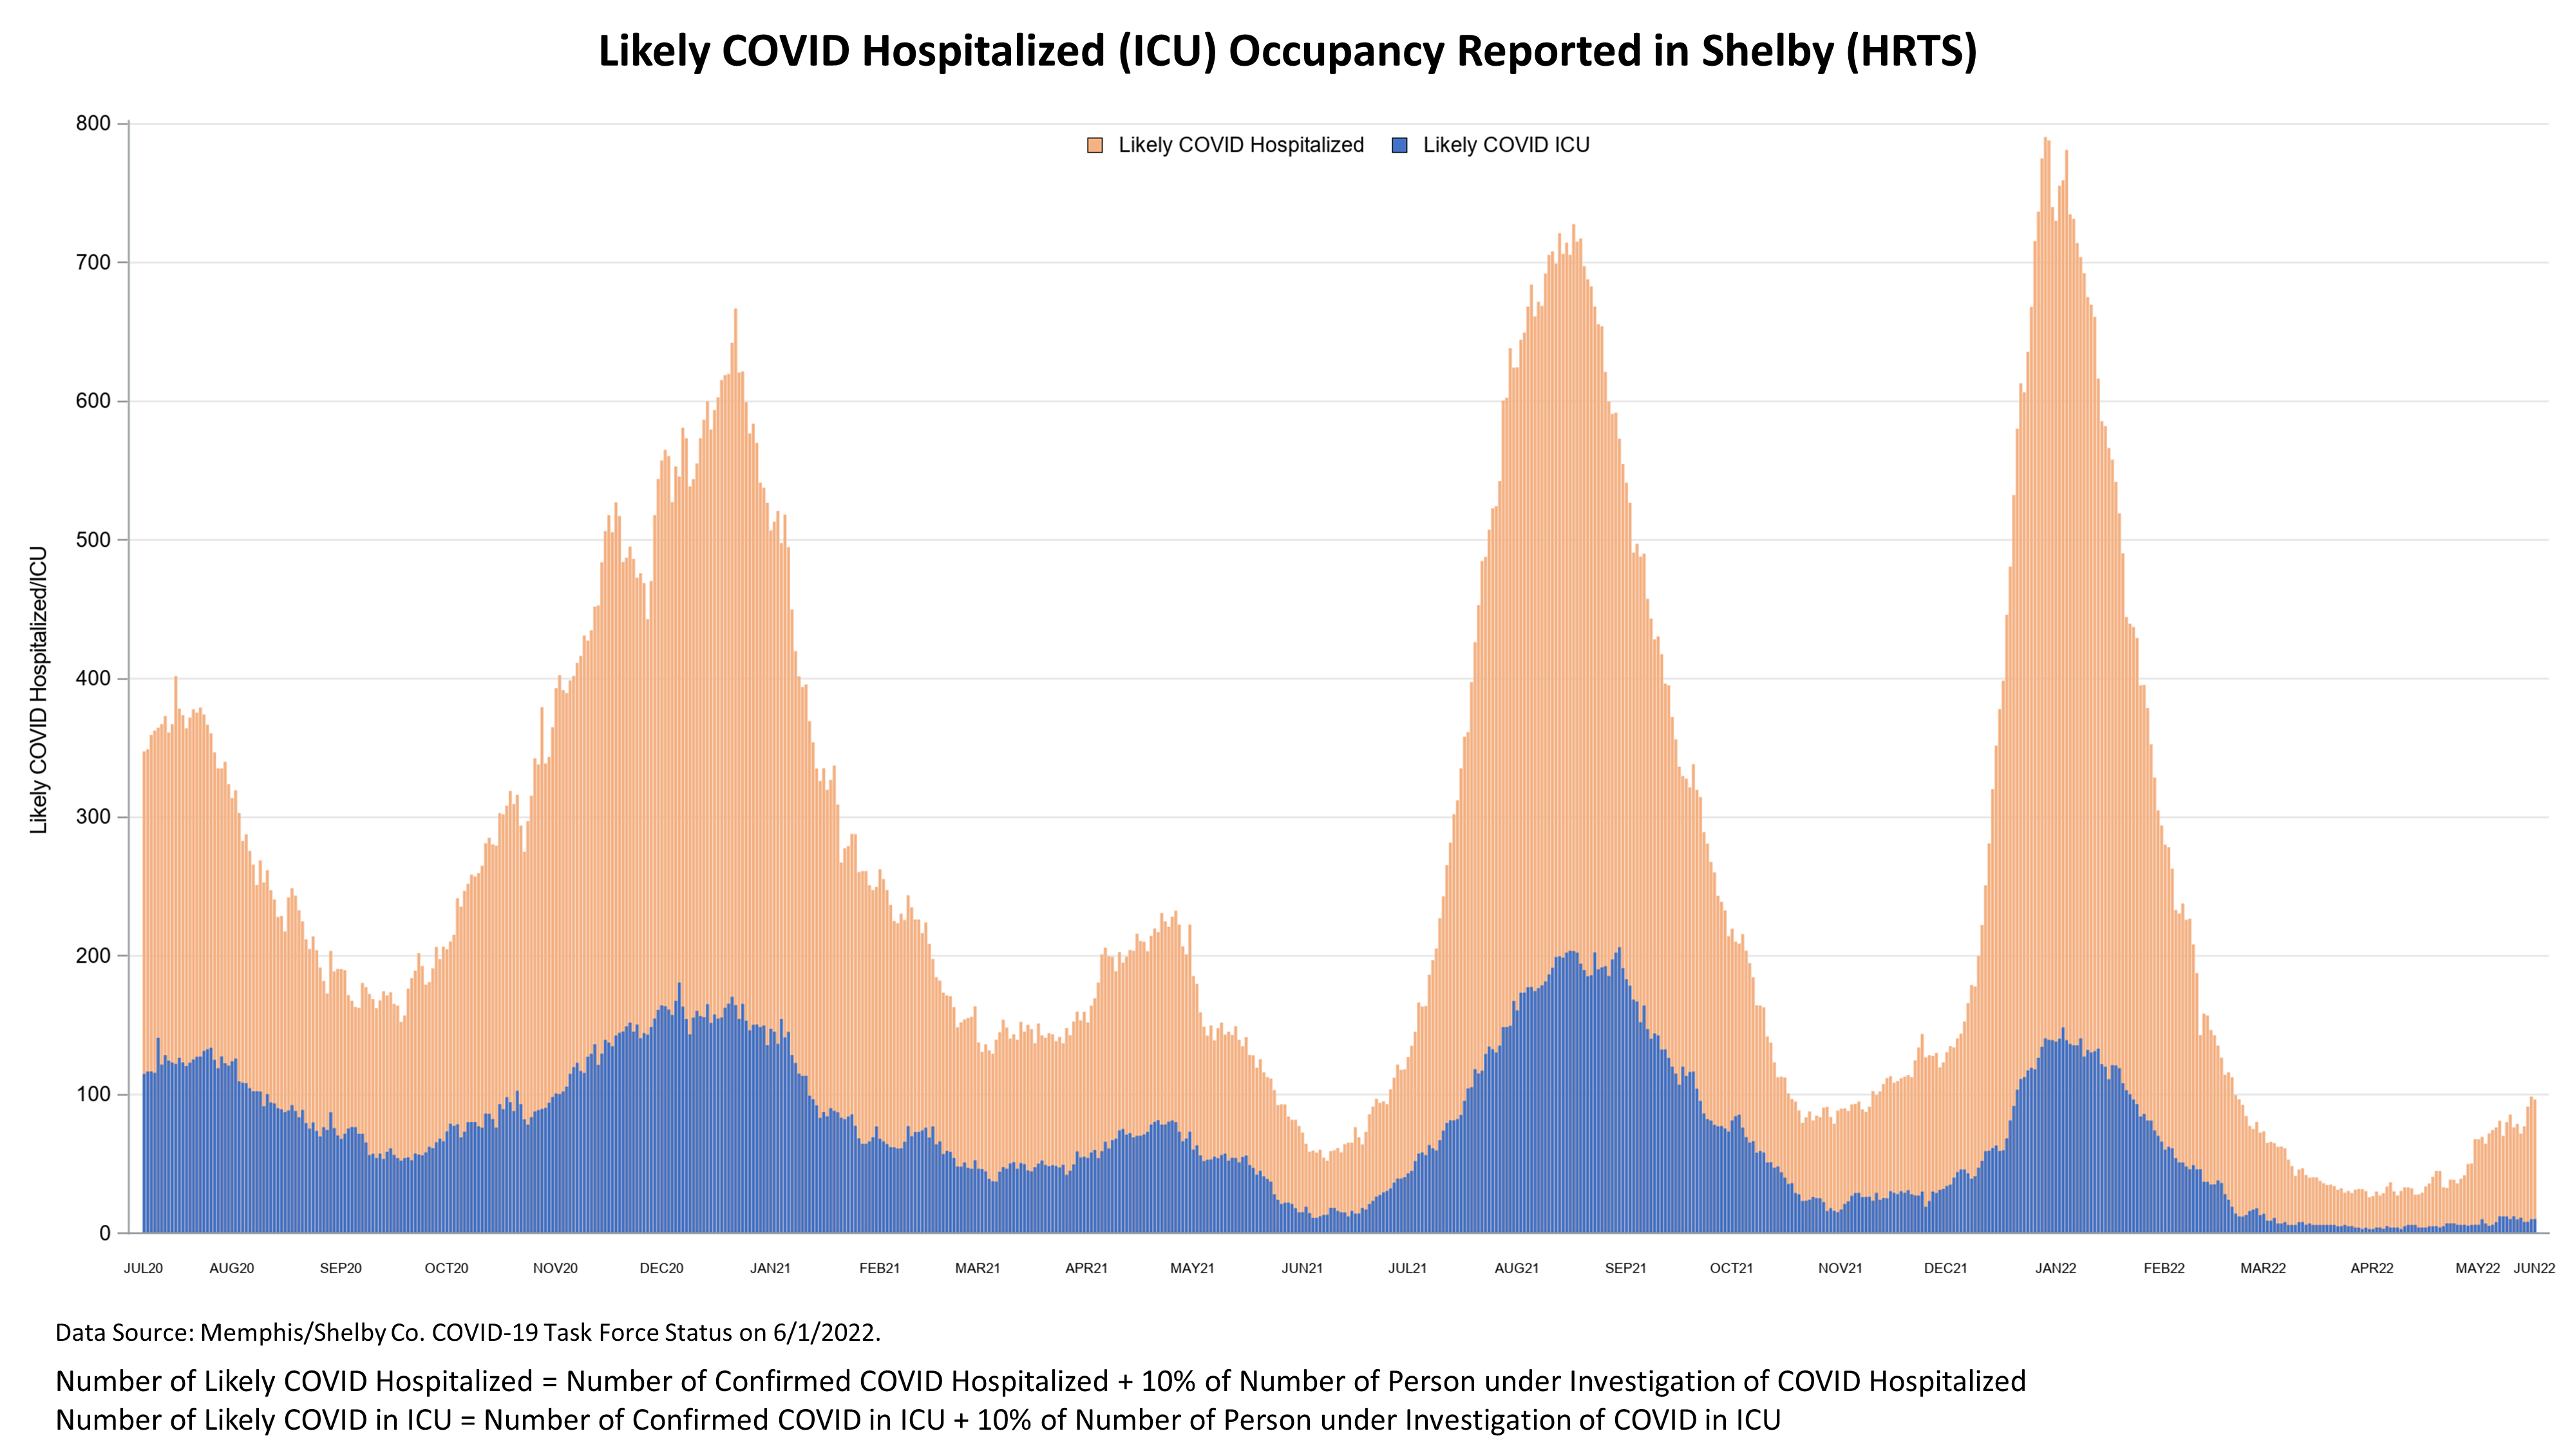 Likely COVID Hospitalized (ICU) Occupancy Reported in Shelby (HRTS)
Likely COVID Hospitalized
Likely COVID ICU
Likely COVID Hospitalized/ICU
800
700
600
500
400
300
200
100
0
JUL20 AUG20 SEP20 OCT20 NOV20 DEC20 JAN21 FEB21 MAR21 APR21 MAY21 JUN21 JUL21 AUG21 SEP21 OCT21 NOV21 DEC21 JAN22 FEB22 MAR22 APR22 MAY22 JUN22
Data Source: Memphis/Shelby Co. COVID-19 Task Force Status on 6/1/2022.
Number of Likely COVID Hospitalized = Number of Confirmed COVID Hospitalized + 10% of Number of Person under Investigation of COVID Hospitalized
Number of Likely COVID in ICU = Number of Confirmed COVID in ICU + 10% of Number of Person under Investigation of COVID in ICU